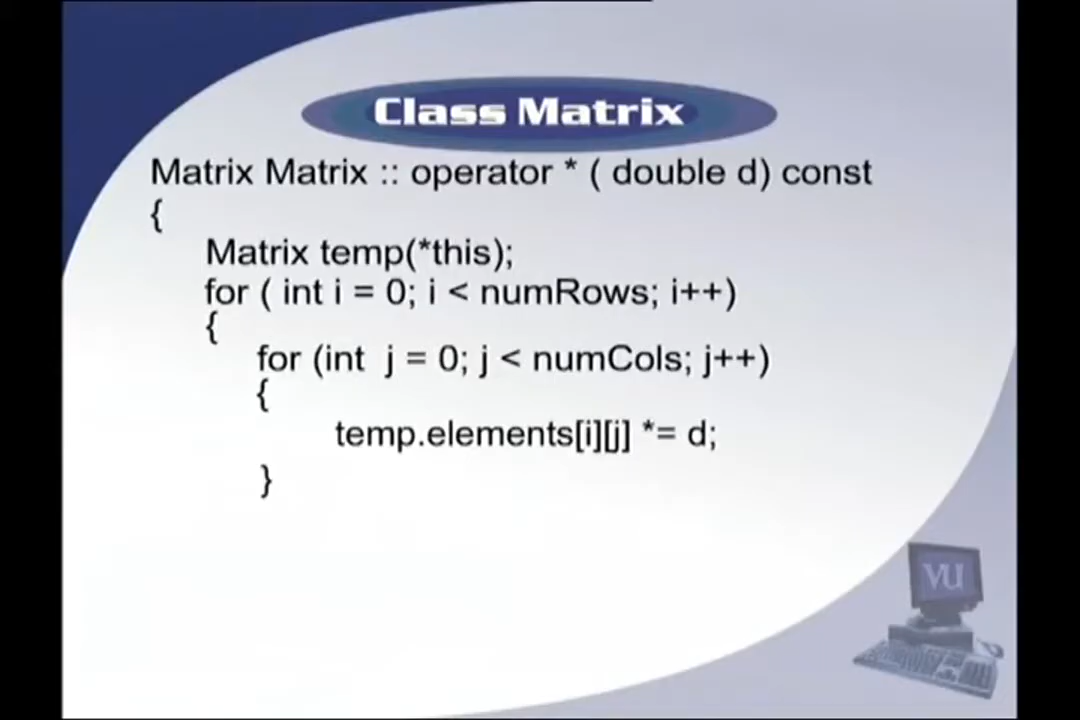 Class Matrix
Matrix Matrix :: operator * ( double d) const
{
Matrix temp(*this);
for ( int i = 0; i < numRows; i++)
{
for (int j = 0; j < numCols; j++)
{
temp.elements[i][j] *= d;
}
VU